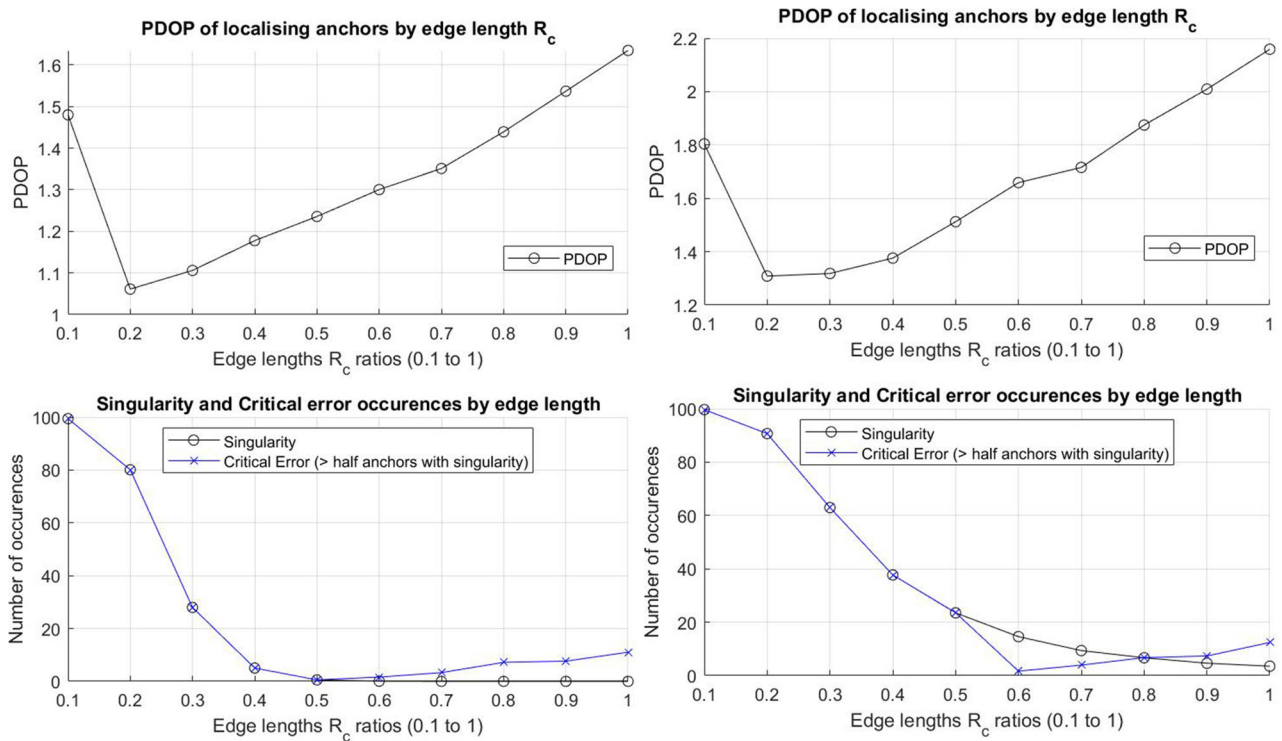 PDOP of localising anchors by edge length R_c
1.6
1.5
1.4
1.3
1.2
1.1
1
PDOP
PDOP
0.1 0.2 0.3 0.4 0.5 0.6 0.7 0.8 0.9 1
Edge lengths R_c ratios (0.1 to 1)
PDOP of localising anchors by edge length R_c
2.2
2
1.8
1.6
1.4
1.2
PDOP
PDOP
0.1 0.2 0.3 0.4 0.5 0.6 0.7 0.8 0.9 1
Edge lengths R_c ratios (0.1 to 1)
Singularity and Critical error occurences by edge length
100
80
60
40
20
0
Number of occurences
Singularity
Critical Error (> half anchors with singularity)
0.1 0.2 0.3 0.4 0.5 0.6 0.7 0.8 0.9 1
Edge lengths R_c ratios (0.1 to 1)
Singularity and Critical error occurences by edge length
100
80
60
40
20
0
Number of occurences
Singularity
Critical Error (> half anchors with singularity)
0.1 0.2 0.3 0.4 0.5 0.6 0.7 0.8 0.9 1
Edge lengths R_c ratios (0.1 to 1)